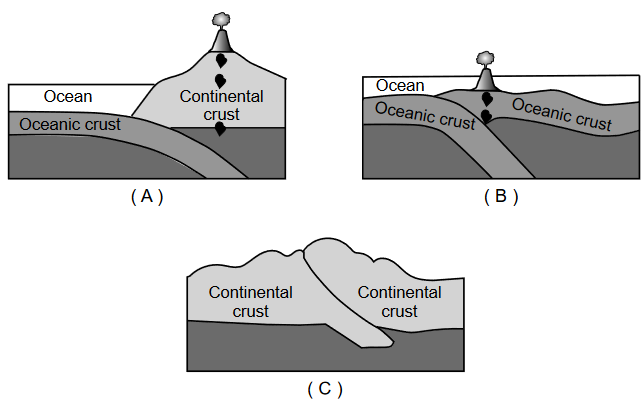 Ocean
Oceanic crust
Continental
crust
( A )
Ocean
Oceanic crust
Oceanic crust
( B )
Continental
crust
Continental
crust
( C )